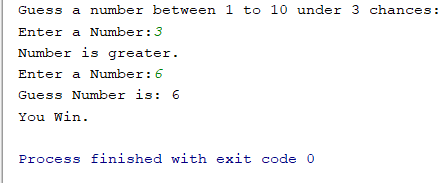 Guess a number between 1 to 10 under 3 chances:
Enter a Number:3
Number is greater.
Enter a Number:6
Guess Number is: 6
You Win.
Process finished with exit code 0